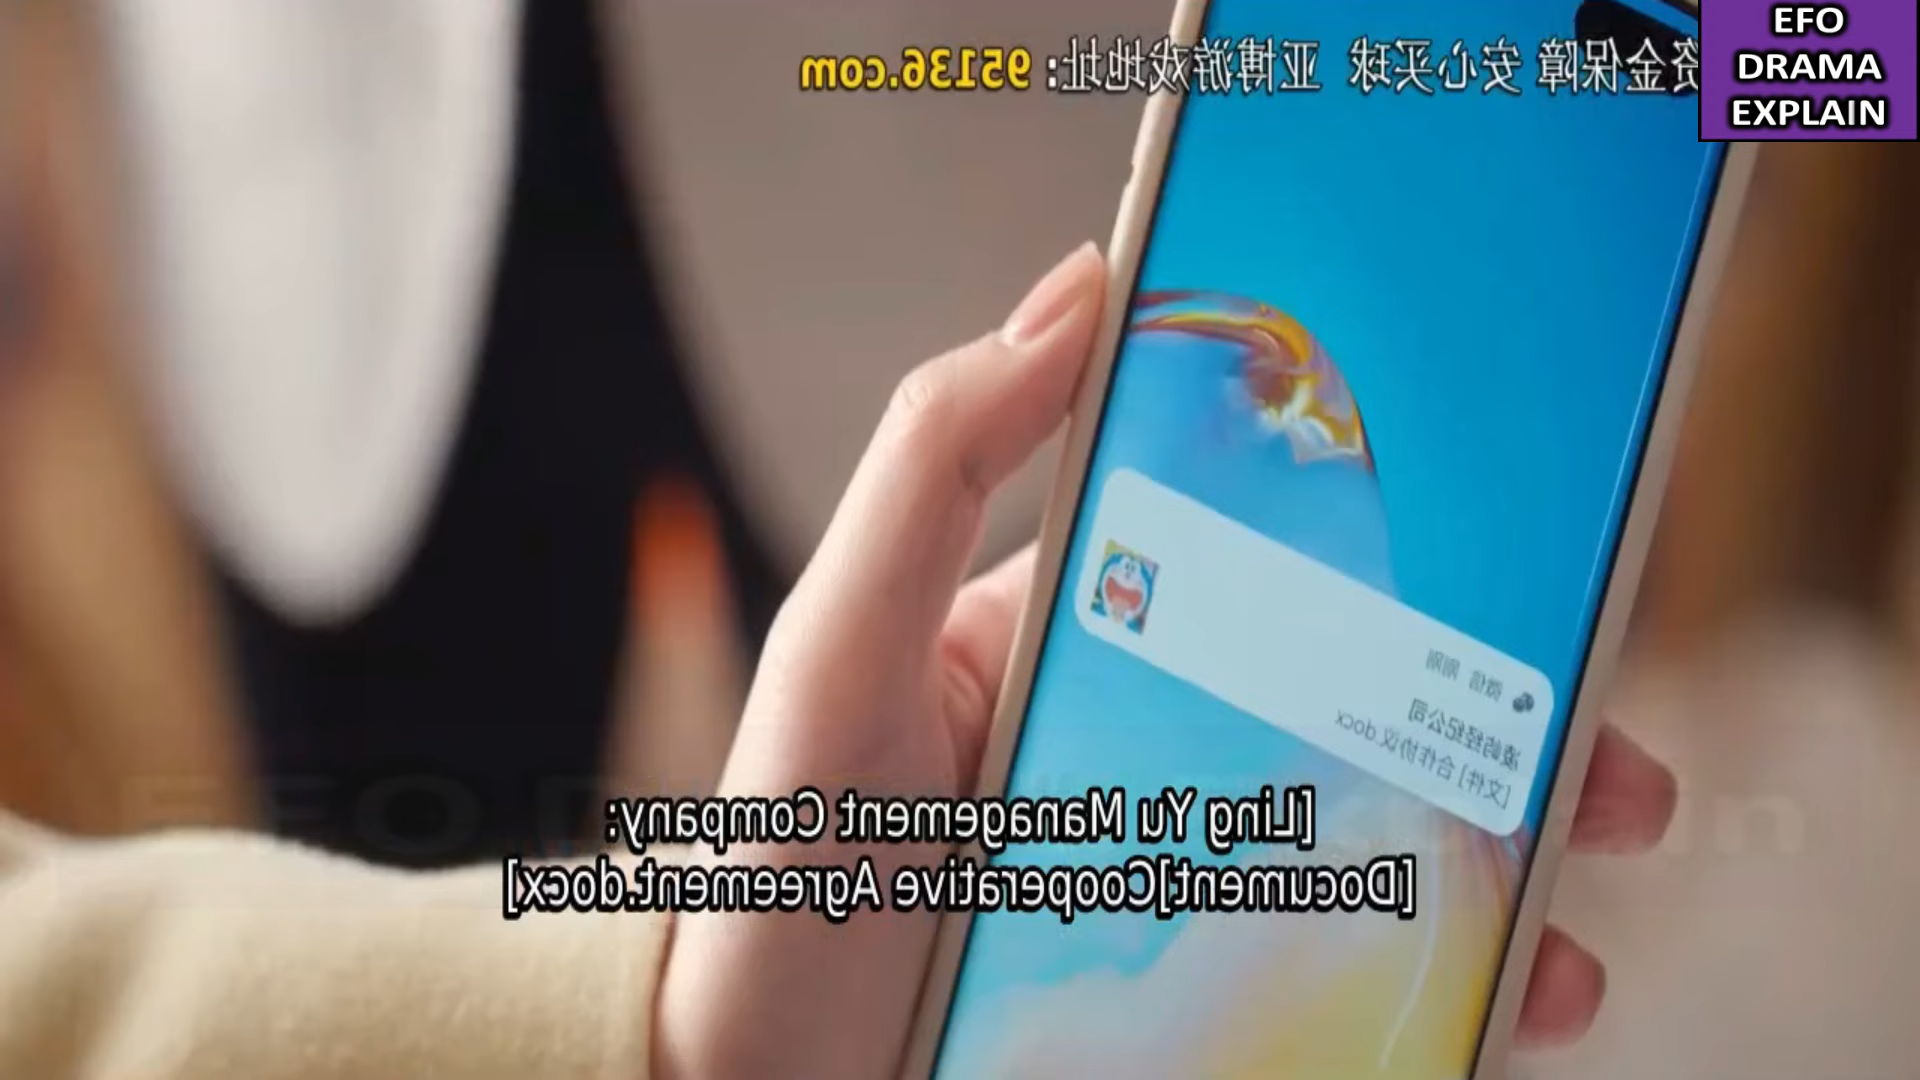 资金保障 安心买球 亚博游戏地址：95136.com
EFO
DRAMA
EXPLAIN
微信 刚刚
凌屿经纪公司
[文件] 合作协议.docx
[Ling Yu Management Company:
[Document]Cooperative Agreement.docx]